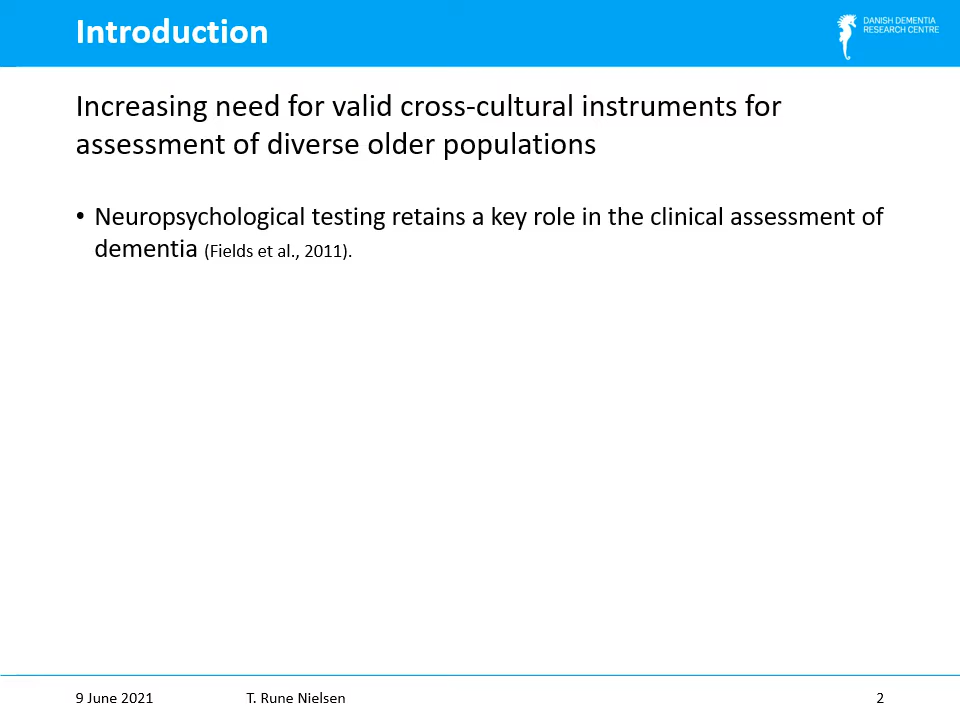 Introduction
DANISH DEMENTIA
RESEARCH CENTRE
Increasing need for valid cross-cultural instruments for
assessment of diverse older populations
• Neuropsychological testing retains a key role in the clinical assessment of
dementia (Fields et al., 2011).
9 June 2021 T. Rune Nielsen 2